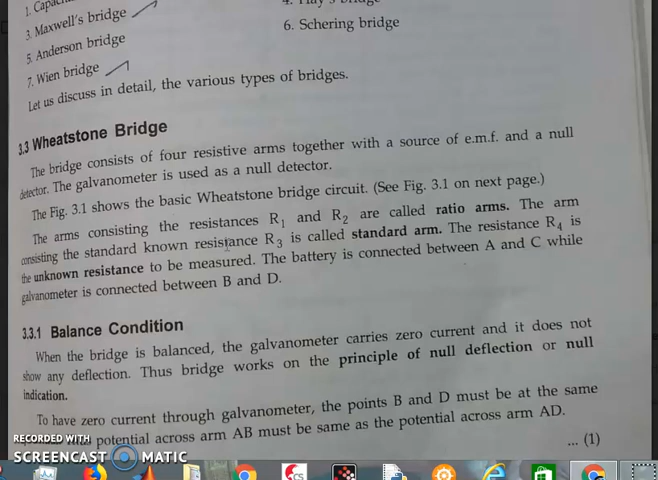 1. Capac
4. Hay's bridge
3. Maxwell's bridge
6. Schering bridge
5. Anderson bridge
7. Wien bridge
Let us discuss in detail, the various types of bridges.
3.3 Wheatstone Bridge
The bridge consists of four resistive arms together with a source of e.m.f. and a null
detector. The galvanometer is used as a null detector.
The Fig. 3.1 shows the basic Wheatstone bridge circuit. (See Fig. 3.1 on next page.)
The arms consisting the resistances R1 and R2 are called ratio arms. The arm
consisting the standard known resistance R3 is called standard arm. The resistance R4 is
the unknown resistance to be measured. The battery is connected between A and C while
galvanometer is connected between B and D.
3.3.1 Balance Condition
When the bridge is balanced, the galvanometer carries zero current and it does not
show any deflection. Thus bridge works on the principle of null deflection or null
indication.
To have zero current through galvanometer, the points B and D must be at the same
potential across arm AB must be same as the potential across arm AD.
... (1)
RECORDED WITH
SCREENCAST MATIC